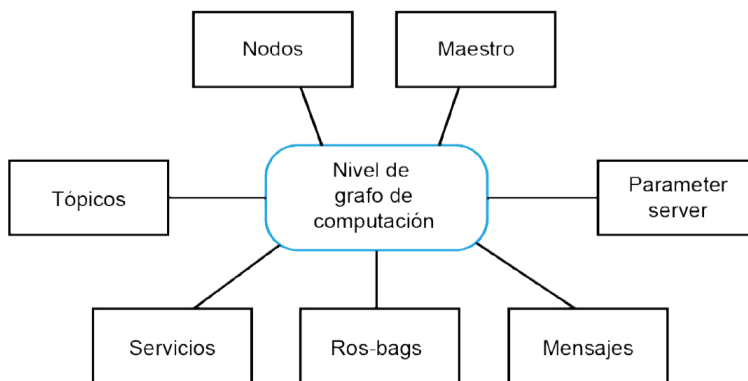 Nodos
Maestro
Nivel de
grafo de
computación
Tópicos
Parameter
server
Servicios
Ros-bags
Mensajes